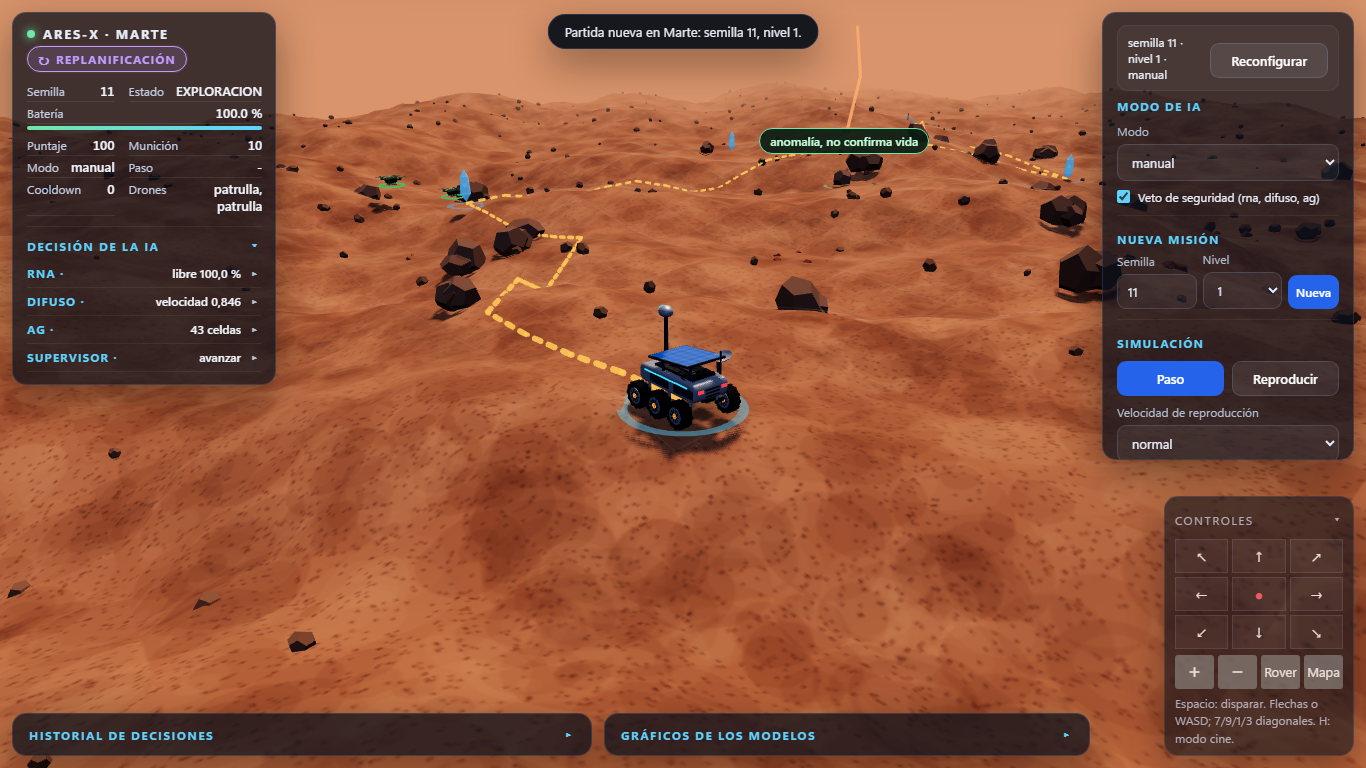 ARES-X · MARTE
↻ REPLANIFICACIÓN
Semilla 11 Estado EXPLORACION
Batería 100.0 %
Puntaje 100 Munición 10
Modo manual Paso -
Cooldown 0 Drones patrulla,
patrulla
DECISIÓN DE LA IA
RNA · libre 100,0 %
DIFUSO · velocidad 0,846
AG · 43 celdas
SUPERVISOR · avanzar
Partida nueva en Marte: semilla 11, nivel 1.
anomalía, no confirma vida
semilla 11 ·
nivel 1 ·
manual
Reconfigurar
MODO DE IA
Modo
manual
Veto de seguridad (rna, difuso, ag)
NUEVA MISIÓN
Semilla Nivel
11 1 Nueva
SIMULACIÓN
Paso Reproducir
Velocidad de reproducción
normal
CONTROLES
↖ ↑ ↗
← ● →
↙ ↓ ↘
+ − Rover Mapa
Espacio: disparar. Flechas o
WASD; 7/9/1/3 diagonales. H:
modo cine.
HISTORIAL DE DECISIONES
GRÁFICOS DE LOS MODELOS